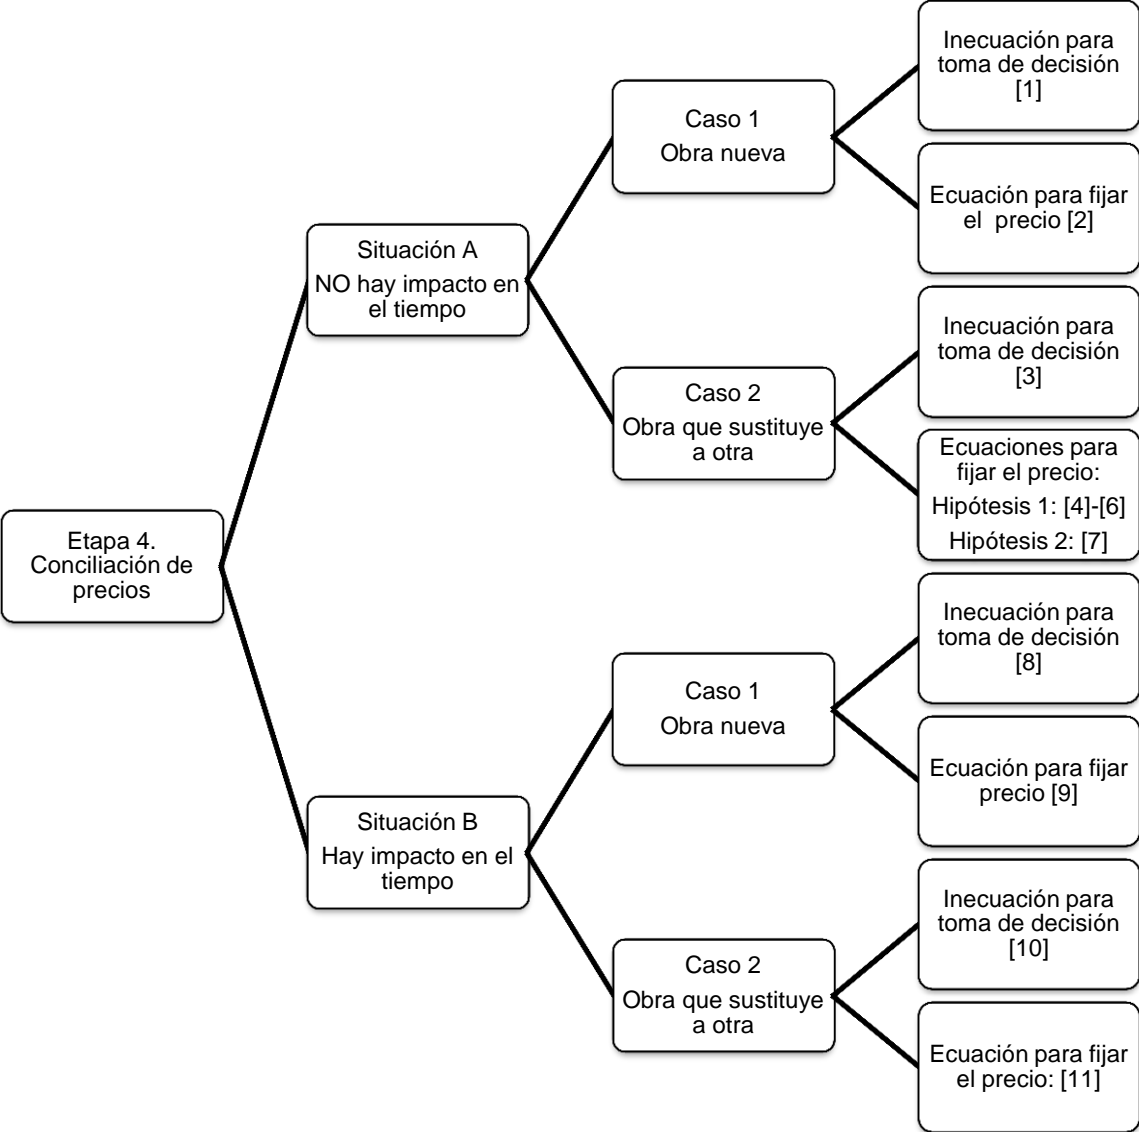 Etapa 4.
Conciliación de
precios
Situación A
NO hay impacto en
el tiempo
Caso 1
Obra nueva
Inecuación para
toma de decisión
[1]
Ecuación para fijar
el precio [2]
Caso 2
Obra que sustituye
a otra
Inecuación para
toma de decisión
[3]
Ecuaciones para
fijar el precio:
Hipótesis 1: [4]-[6]
Hipótesis 2: [7]
Situación B
Hay impacto en el
tiempo
Caso 1
Obra nueva
Inecuación para
toma de decisión
[8]
Ecuación para fijar
precio [9]
Caso 2
Obra que sustituye
a otra
Inecuación para
toma de decisión
[10]
Ecuación para fijar
el precio: [11]